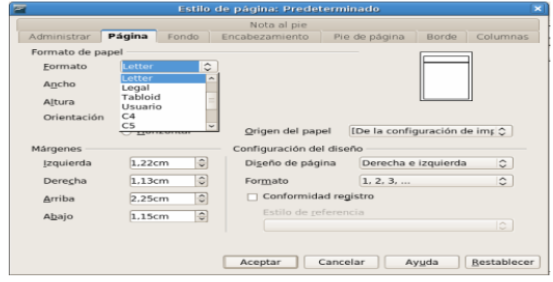 Estilo de página: Predeterminado
Nota al pie
Administrar Página Fondo Encabezamiento Pie de página Borde Columnas
Formato de papel
Formato Letter
Letter
Ancho Legal
Tabloid
Altura Usuario
Orientación C4
C5
Horizontal Origen del papel [De la configuración de imp
Márgenes Configuración del diseño
Izquierda 1,22cm Diseño de página Derecha e izquierda
Derecha 1,13cm Formato 1, 2, 3, ...
Arriba 2,25cm Conformidad registro
Abajo 1,15cm Estilo de referencia
Aceptar Cancelar Ayuda Restablecer